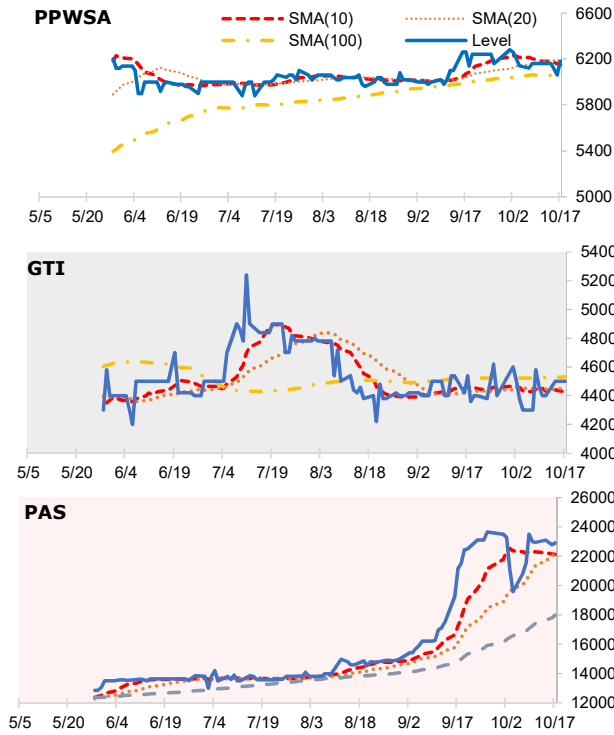 PPWSA
SMA(10) SMA(20)
SMA(100) Level
6600
6200
5800
5400
5000
5/5 5/20 6/4 6/19 7/4 7/19 8/3 8/18 9/2 9/17 10/2 10/17
GTI
5400
5200
5000
4800
4600
4400
4200
4000
5/5 5/20 6/4 6/19 7/4 7/19 8/3 8/18 9/2 9/17 10/2 10/17
PAS
26000
24000
22000
20000
18000
16000
14000
12000
5/5 5/20 6/4 6/19 7/4 7/19 8/3 8/18 9/2 9/17 10/2 10/17